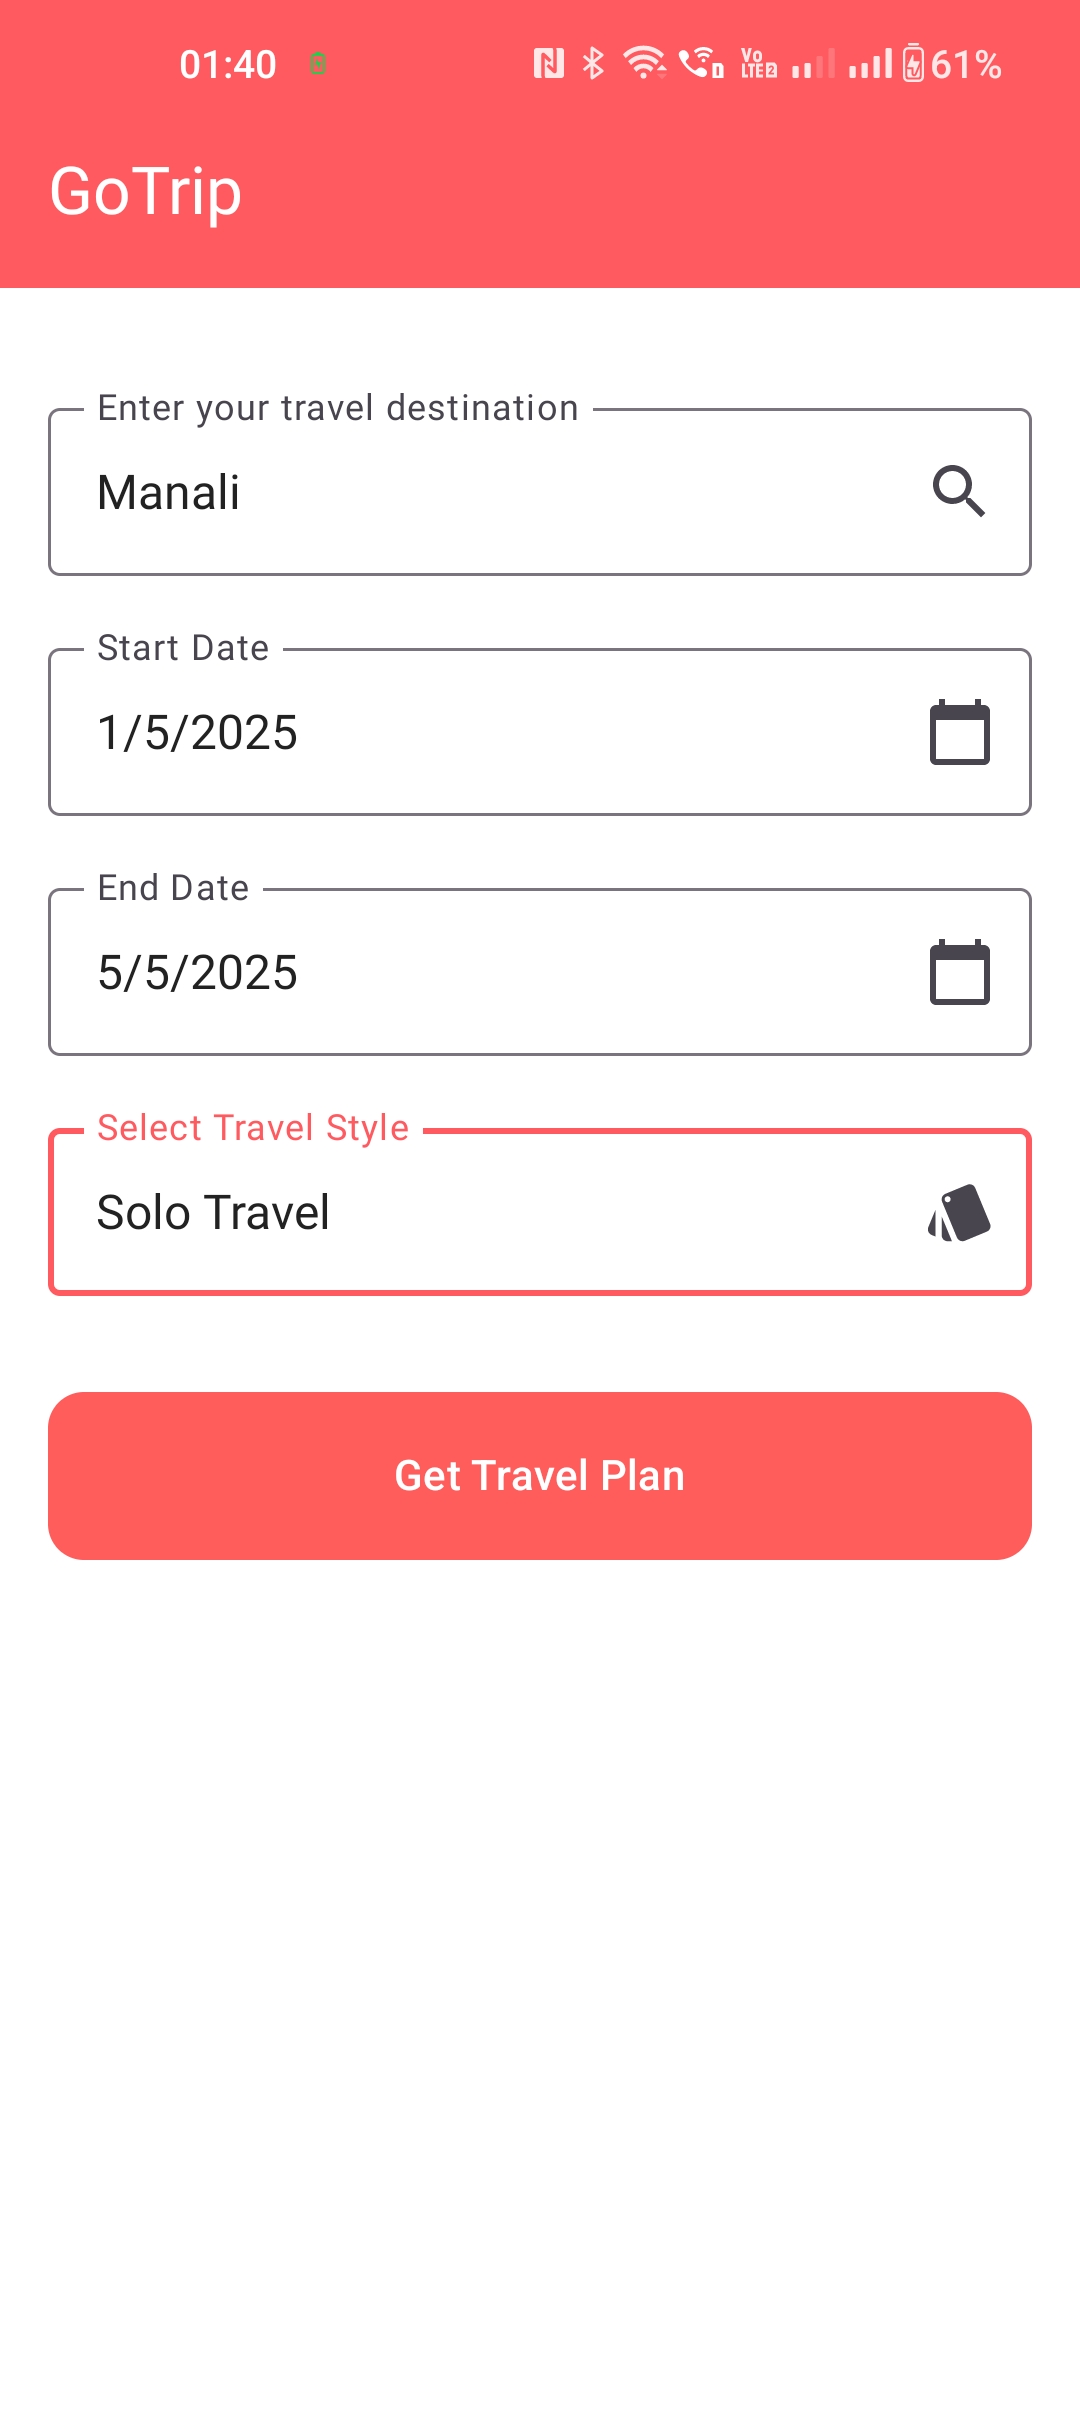 01:40 Vo LTE2 61%
GoTrip
Enter your travel destination
Manali
Start Date
1/5/2025
End Date
5/5/2025
Select Travel Style
Solo Travel
Get Travel Plan